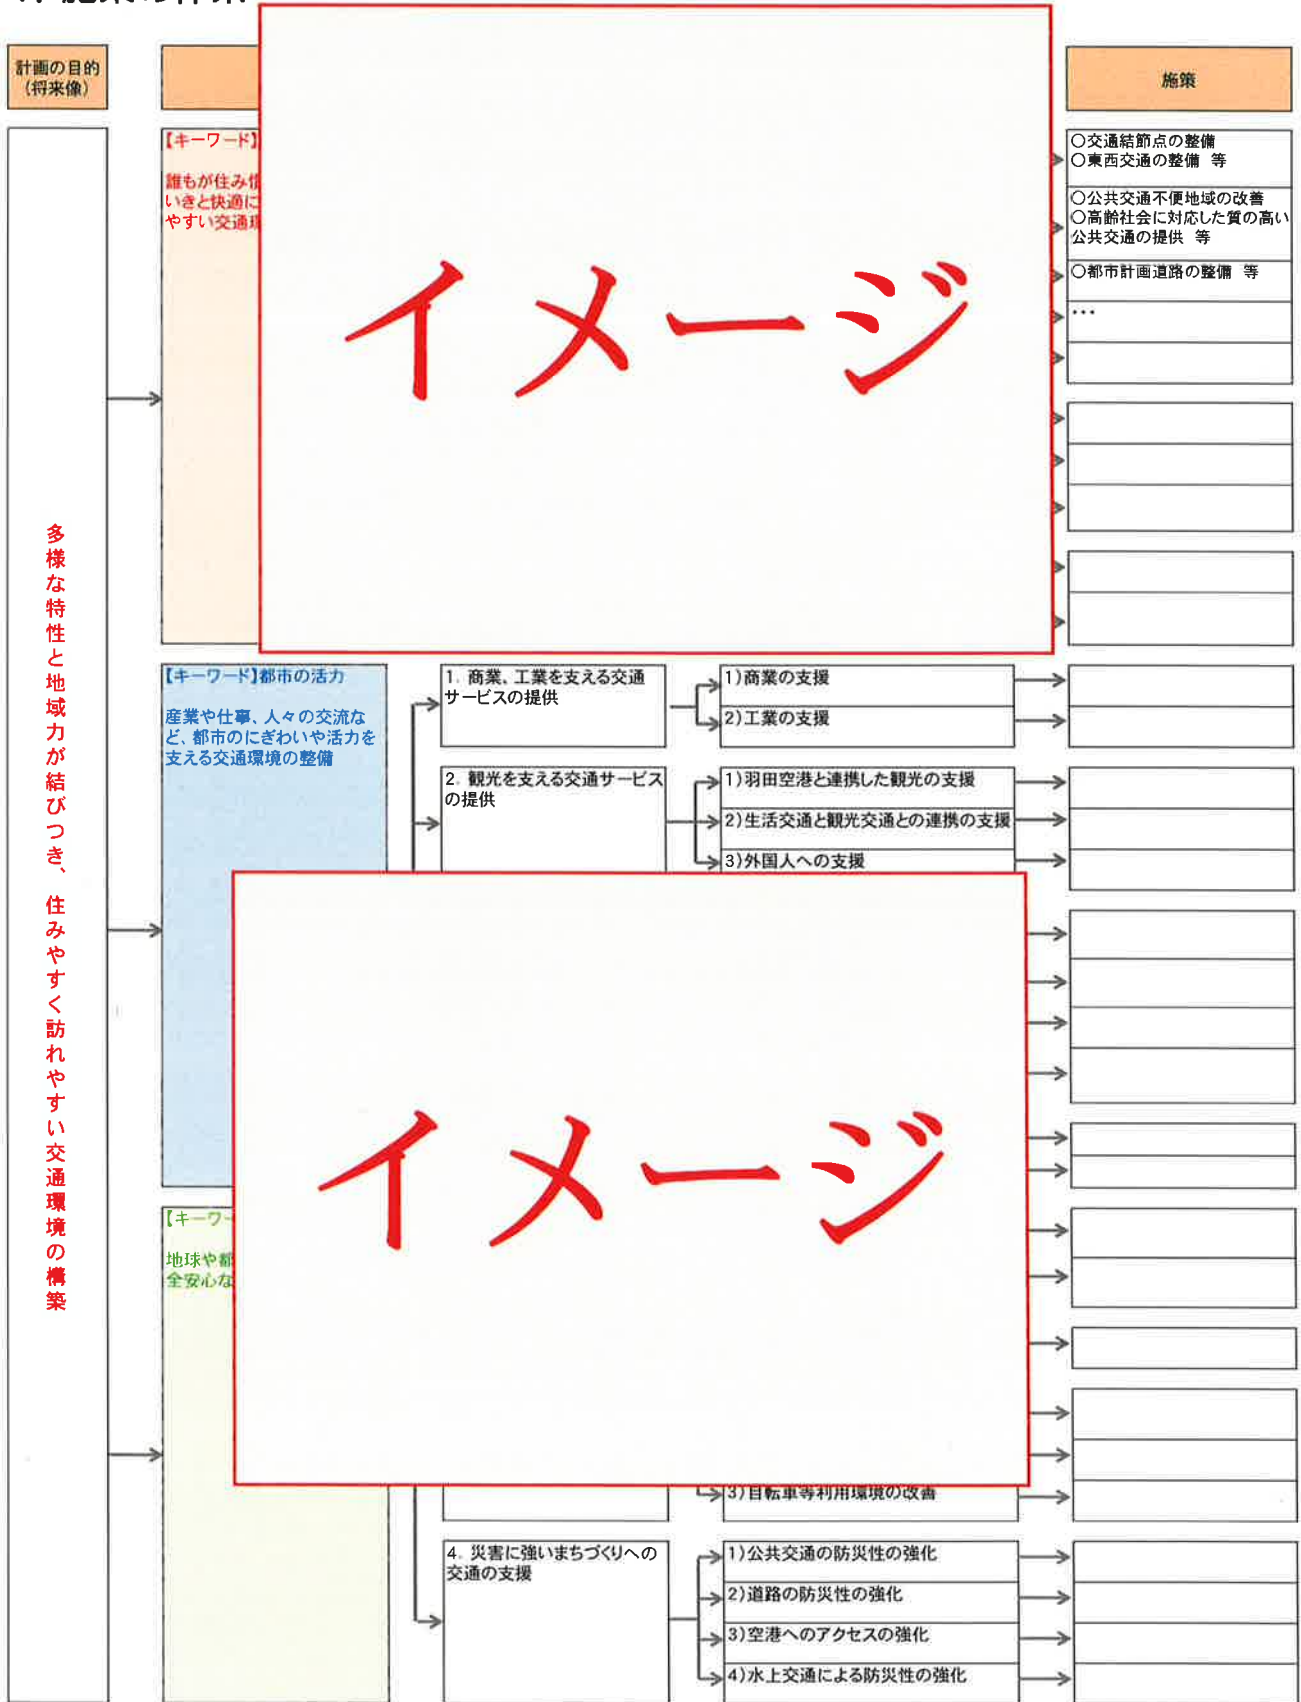 計画の目的
(将来像)
施策
多様な特性と地域力が結びつき、住みやすく訪れやすい交通環境の構築
【キーワード】
誰もが住み慣
いきと快適に
やすい交通環
イメージ
○交通結節点の整備
○東西交通の整備 等
○公共交通不便地域の改善
○高齢社会に対応した質の高い
公共交通の提供 等
○都市計画道路の整備 等
…
【キーワード】都市の活力
産業や仕事、人々の交流な
ど、都市のにぎわいや活力を
支える交通環境の整備
1. 商業、工業を支える交通
サービスの提供
1)商業の支援
2)工業の支援
2. 観光を支える交通サービス
の提供
1)羽田空港と連携した観光の支援
2)生活交通と観光交通との連携の支援
3)外国人への支援
イメージ
【キーワー
地球や都
全安心な
3)自転車等利用環境の改善
4. 災害に強いまちづくりへの
交通の支援
1)公共交通の防災性の強化
2)道路の防災性の強化
3)空港へのアクセスの強化
4)水上交通による防災性の強化